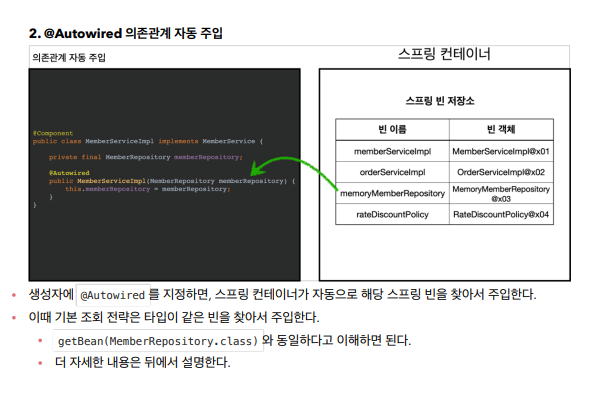 2. @Autowired 의존관계 자동 주입
의존관계 자동 주입
@Component
public class MemberServiceImpl implements MemberService {
private final MemberRepository memberRepository;
@Autowired
public MemberServiceImpl(MemberRepository memberRepository) {
this.memberRepository = memberRepository;
}
}
스프링 컨테이너
스프링 빈 저장소
빈 이름 빈 객체
memberServiceImpl MemberServiceImpl@x01
orderServiceImpl OrderServiceImpl@x02
memoryMemberRepository MemoryMemberRepository
@x03
rateDiscountPolicy RateDiscountPolicy@x04
• 생성자에 @Autowired 를 지정하면, 스프링 컨테이너가 자동으로 해당 스프링 빈을 찾아서 주입한다.
• 이때 기본 조회 전략은 타입이 같은 빈을 찾아서 주입한다.
• getBean(MemberRepository.class) 와 동일하다고 이해하면 된다.
• 더 자세한 내용은 뒤에서 설명한다.